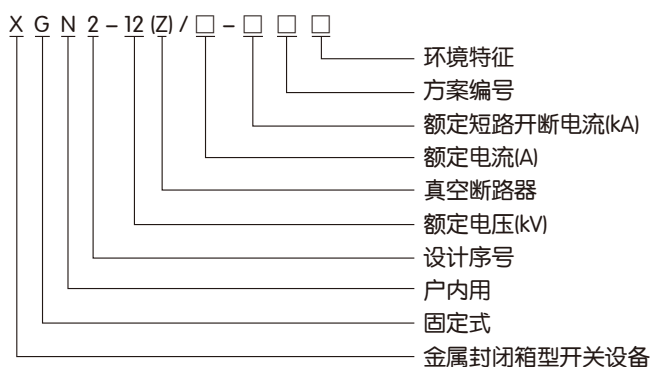 X G N 2 - 12 (Z) / □ - □ □ □
环境特征
方案编号
额定短路开断电流(kA)
额定电流(A)
真空断路器
额定电压(kV)
设计序号
户内用
固定式
金属封闭箱型开关设备